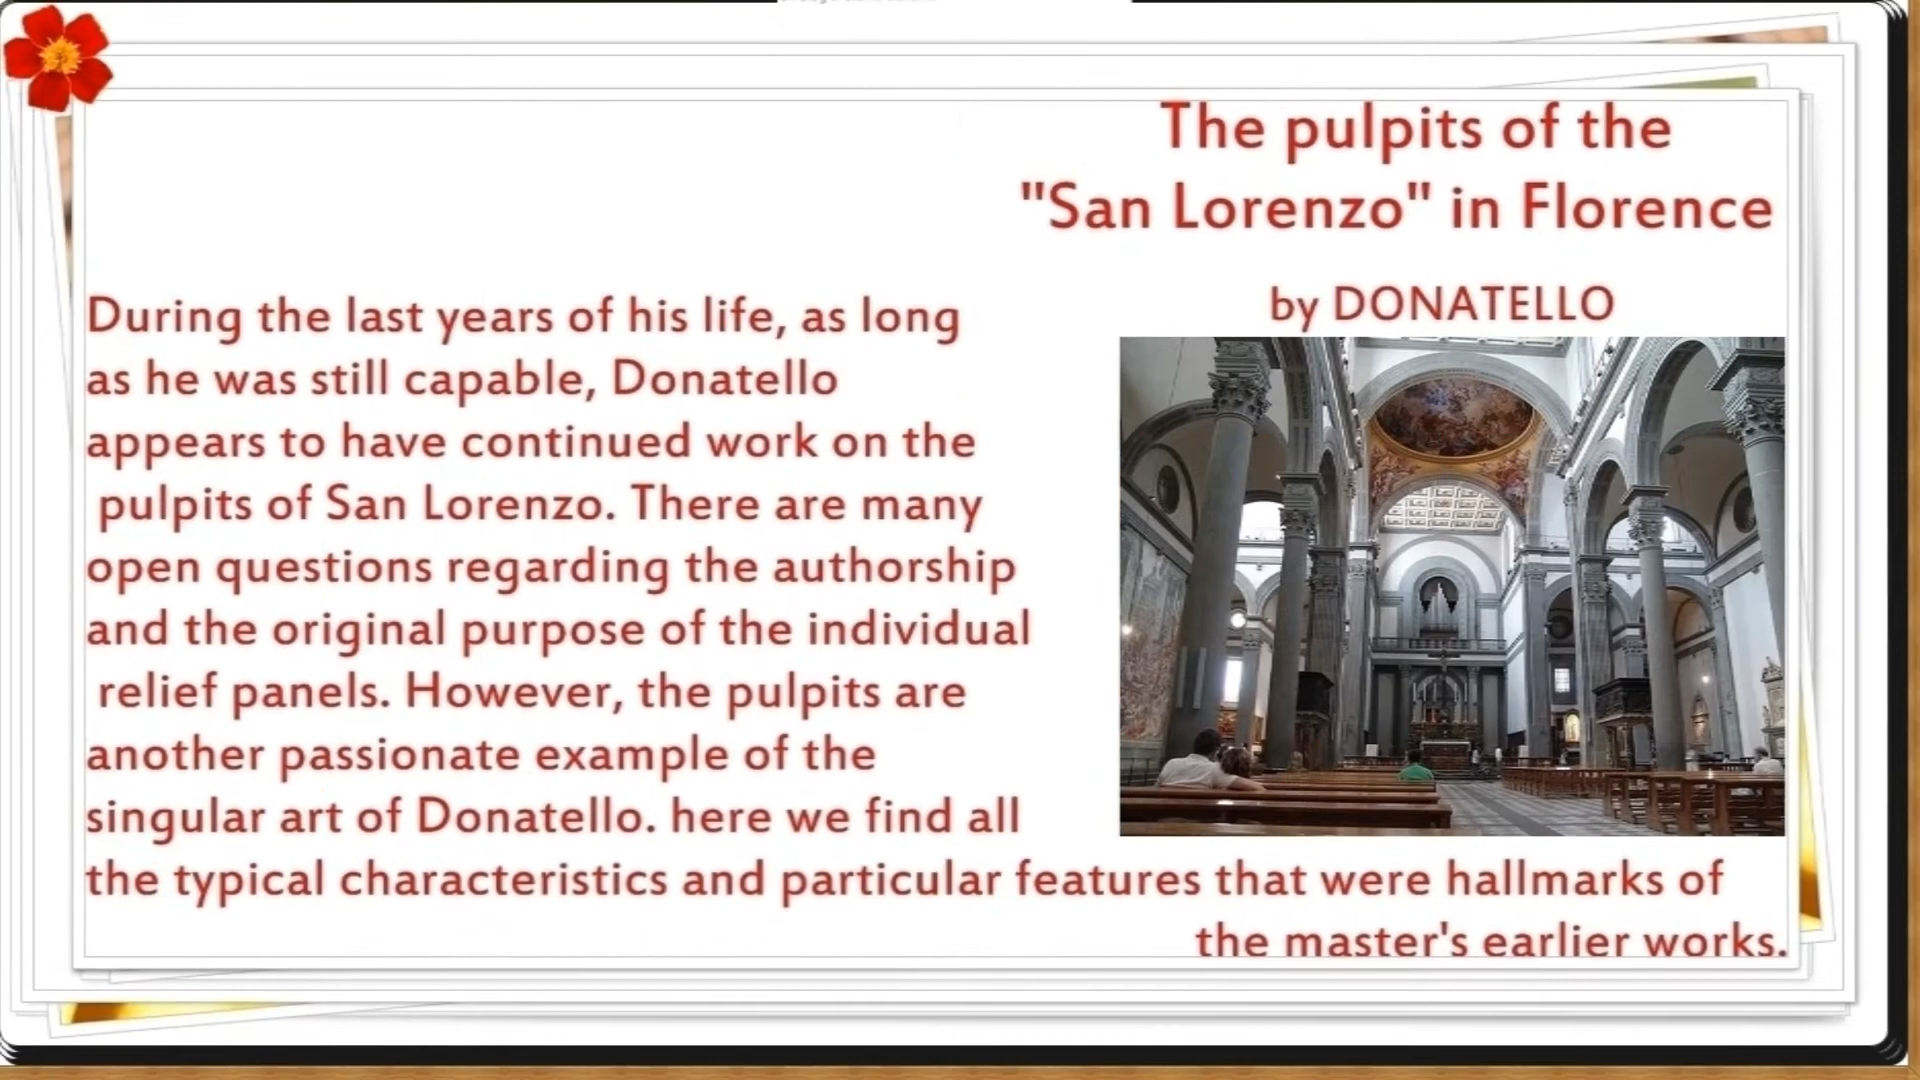 The pulpits of the
"San Lorenzo" in Florence
by DONATELLO
During the last years of his life, as long
as he was still capable, Donatello
appears to have continued work on the
pulpits of San Lorenzo. There are many
open questions regarding the authorship
and the original purpose of the individual
relief panels. However, the pulpits are
another passionate example of the
singular art of Donatello. here we find all
the typical characteristics and particular features that were hallmarks of
the master's earlier works.